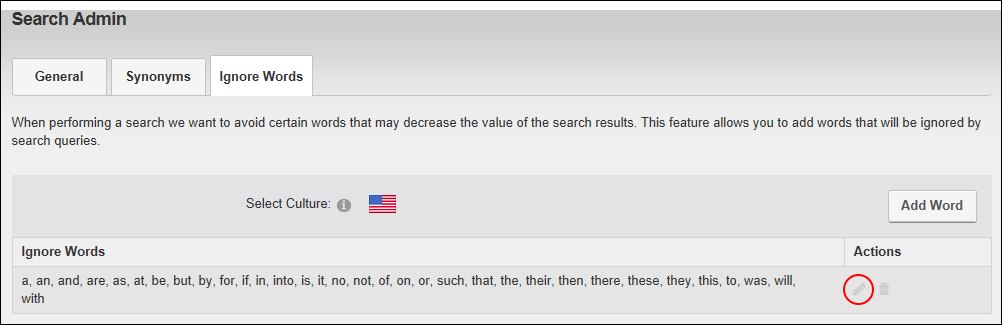 Search Admin
General Synonyms Ignore Words
When performing a search we want to avoid certain words that may decrease the value of the search results. This feature allows you to add words that will be ignored by
search queries.
Select Culture: Add Word
Ignore Words Actions
a, an, and, are, as, at, be, but, by, for, if, in, into, is, it, no, not, of, on, or, such, that, the, their, then, there, these, they, this, to, was, will,
with